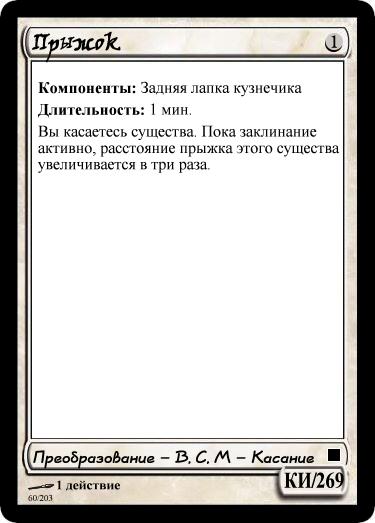 Прыжок
1
Компоненты: Задняя лапка кузнечика
Длительность: 1 мин.
Вы касаетесь существа. Пока заклинание
активно, расстояние прыжка этого существа
увеличивается в три раза.
Преобразование – В, С, М – Касание
КИ/269
1 действие
60/203